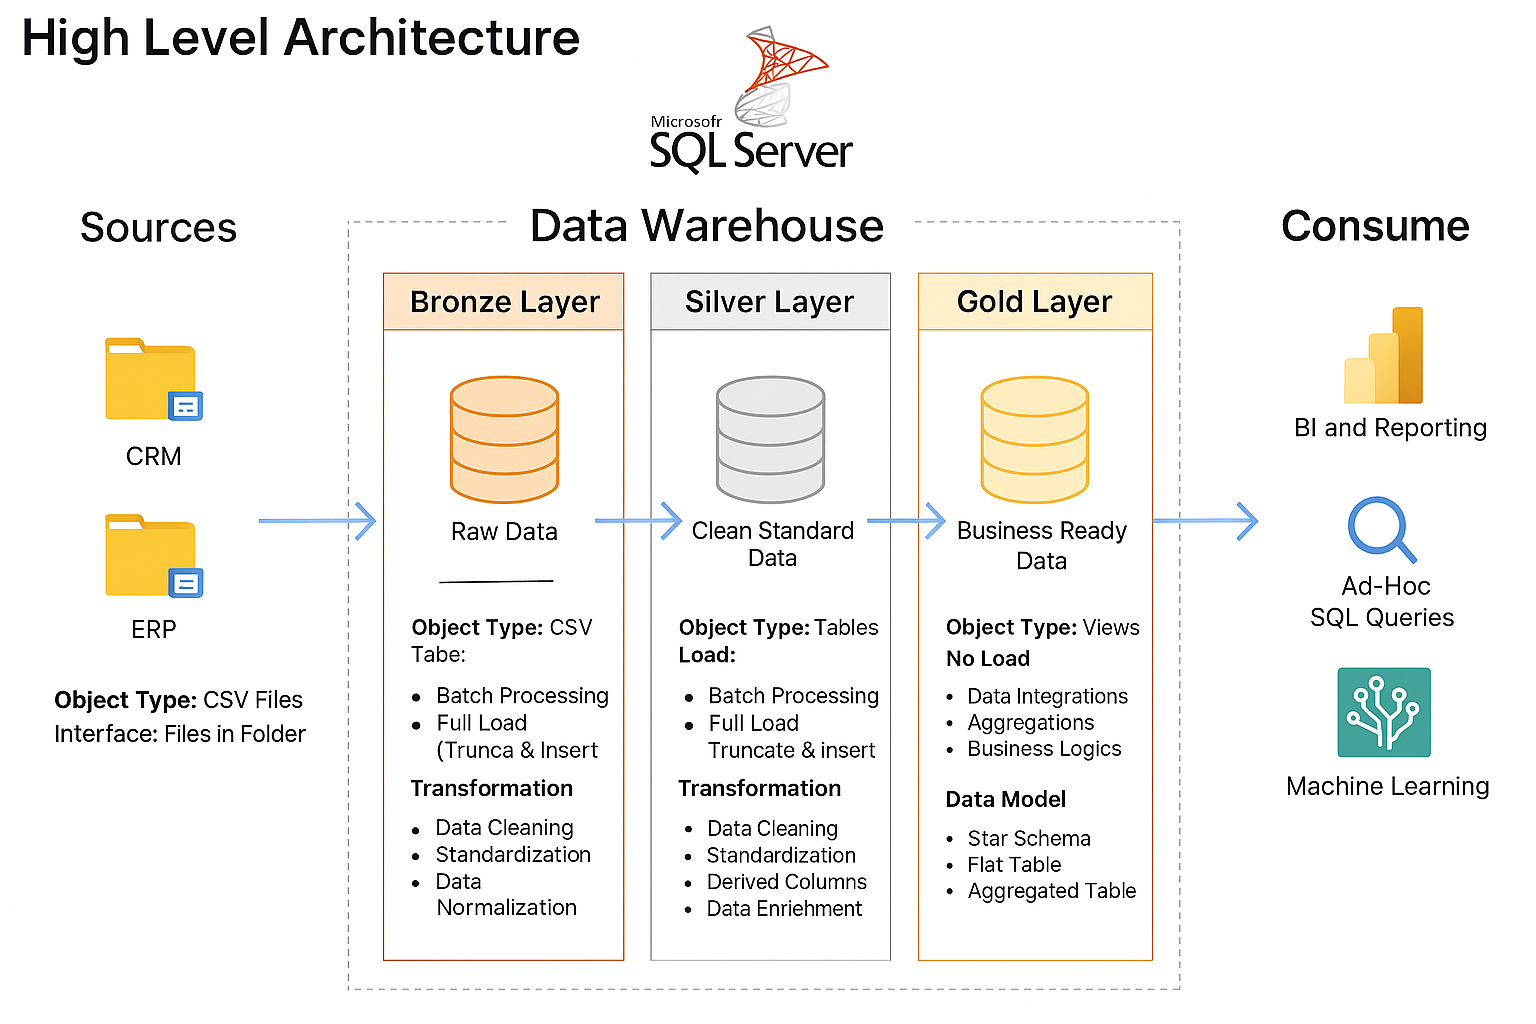 High Level Architecture
Microsofr
SQL Server
Sources
CRM
ERP
Object Type: CSV Files
Interface: Files in Folder
Data Warehouse
Bronze Layer
Raw Data
Object Type: CSV
Tabe:
• Batch Processing
• Full Load
(Trunca & Insert
Transformation
• Data Cleaning
• Standardization
• Data
Normalization
Silver Layer
Clean Standard
Data
Object Type: Tables
Load:
• Batch Processing
• Full Load
Truncate & insert
Transformation
• Data Cleaning
• Standardization
• Derived Columns
• Data Enriehment
Gold Layer
Business Ready
Data
Object Type: Views
No Load
• Data Integrations
• Aggregations
• Business Logics
Data Model
• Star Schema
• Flat Table
• Aggregated Table
Consume
BI and Reporting
Ad-Hoc
SQL Queries
Machine Learning